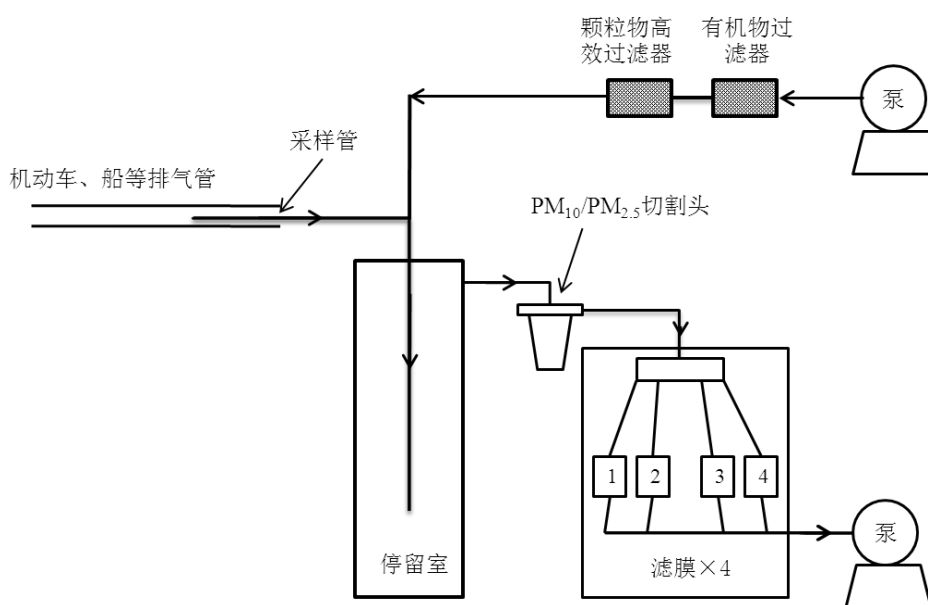 颗粒物高
效过滤器
有机物过
滤器
泵
采样管
机动车、船等排气管
PM₁₀/PM₂.₅切割头
1
2
3
4
泵
停留室
滤膜×4